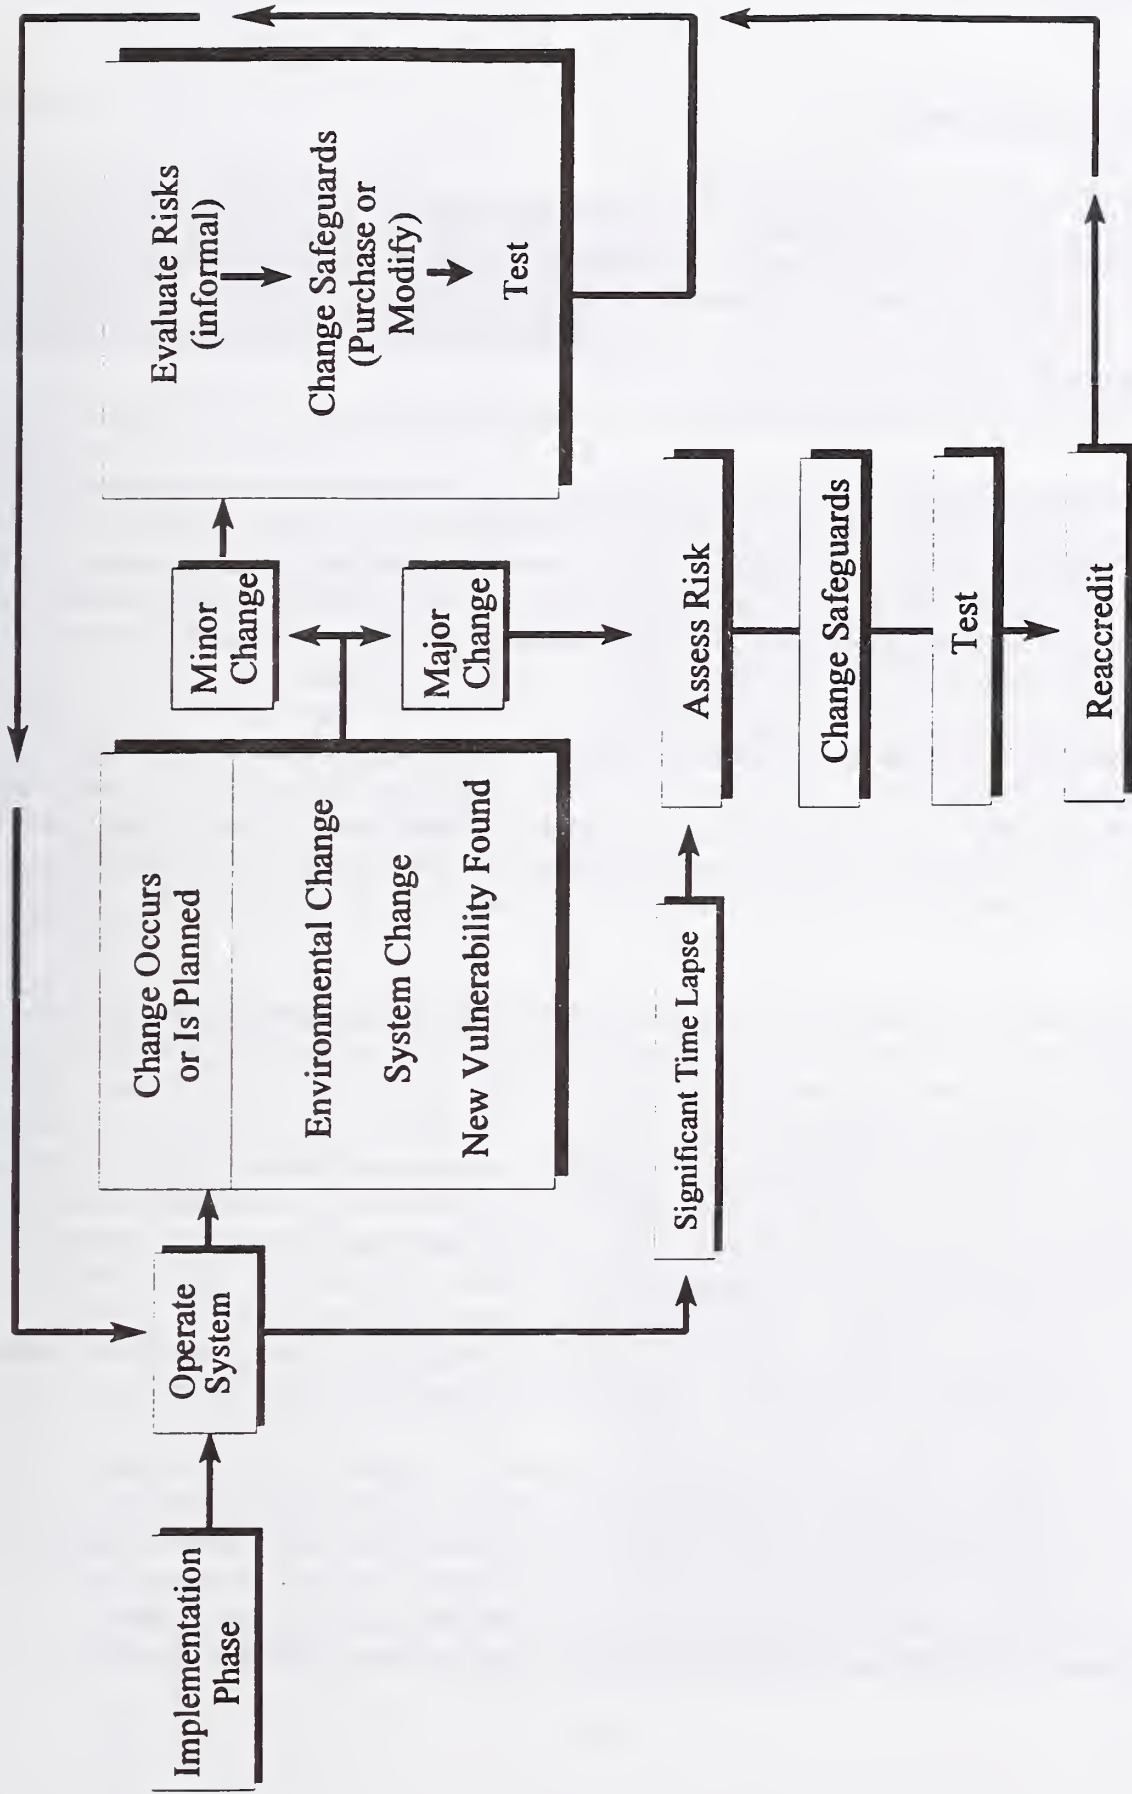 Implementation
Phase
Operate
System
Change Occurs
or Is Planned
Environmental Change
System Change
New Vulnerability Found
Minor
Change
Major
Change
Evaluate Risks
(informal)
Change Safeguards
(Purchase or
Modify)
Test
Significant Time Lapse
Assess Risk
Change Safeguards
Test
Reaccredit